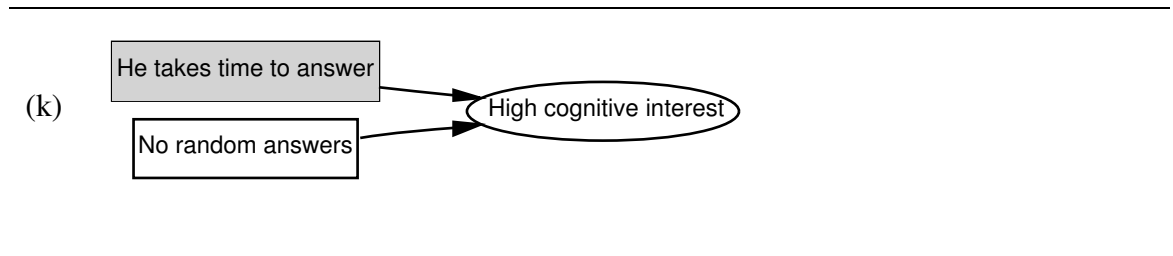 (k)
He takes time to answer
No random answers
High cognitive interest